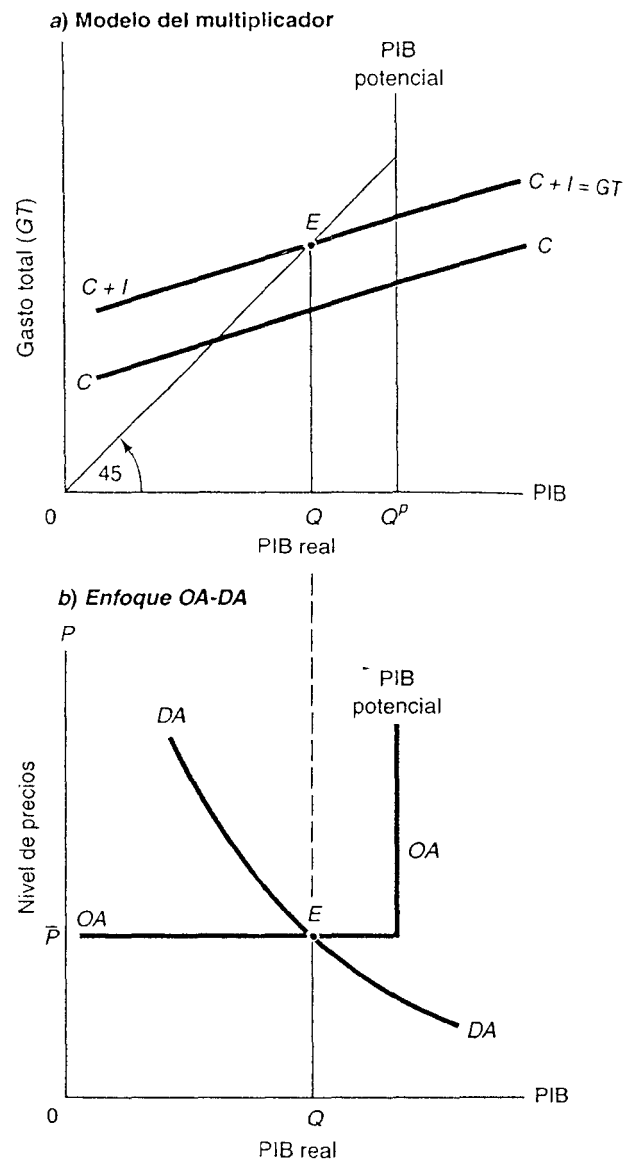 a) Modelo del multiplicador
PIB
potencial
Gasto total (GT)
C + I = GT
E
C
C + I
C
45
0
Q
Qᵖ
PIB
PIB real
b) Enfoque OA-DA
P
PIB
potencial
DA
Nivel de precios
OA
E
OA
P̅
DA
0
Q
PIB
PIB real